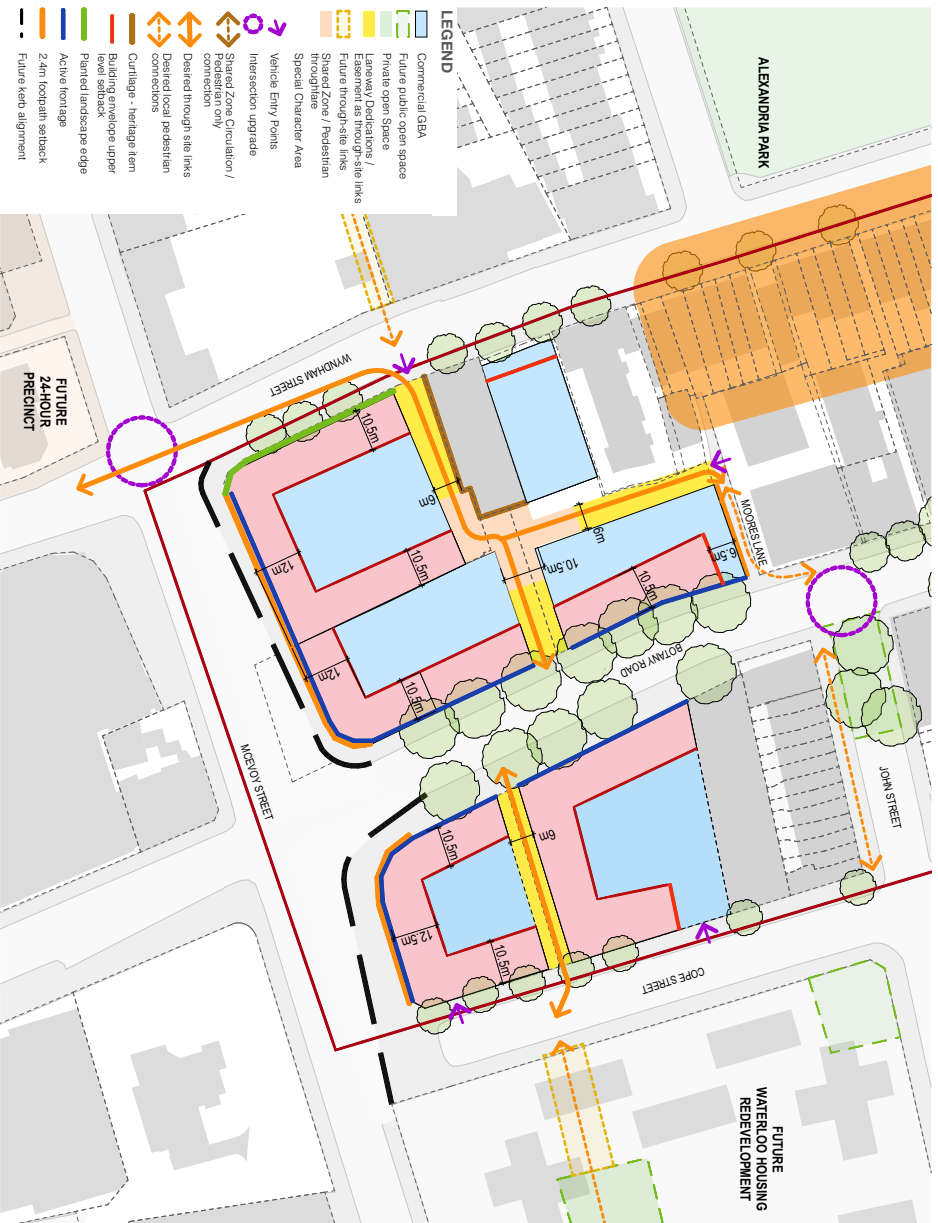 LEGEND
Commercial GBA
Future public open space
Private open Space
Laneway Dedications /
Easement as through-site links
Future through-site links
Shared Zone / Pedestrian
throughfare
Special Character Area
Vehicle Entry Points
Intersection upgrade
Shared Zone Circulation /
Pedestrian only
connection
Desired through site links
Desired local pedestrian
connections
Curtilage - heritage item
Building envelope upper
level setback
Planted landscape edge
Active frontage
2.4m footpath setback
Future kerb alignment
ALEXANDRIA PARK
WYNDHAM STREET
FUTURE
24-HOUR
PRECINCT
MOORES LANE
BOTANY ROAD
MCEVOY STREET
JOHN STREET
COPE STREET
FUTURE
WATERLOO HOUSING
REDEVELOPMENT
10.5m
6m
12m
10.5m
12m
10.5m
10.5m
6m
6.5m
10.5m
10.5m
6m
12.5m
10.5m